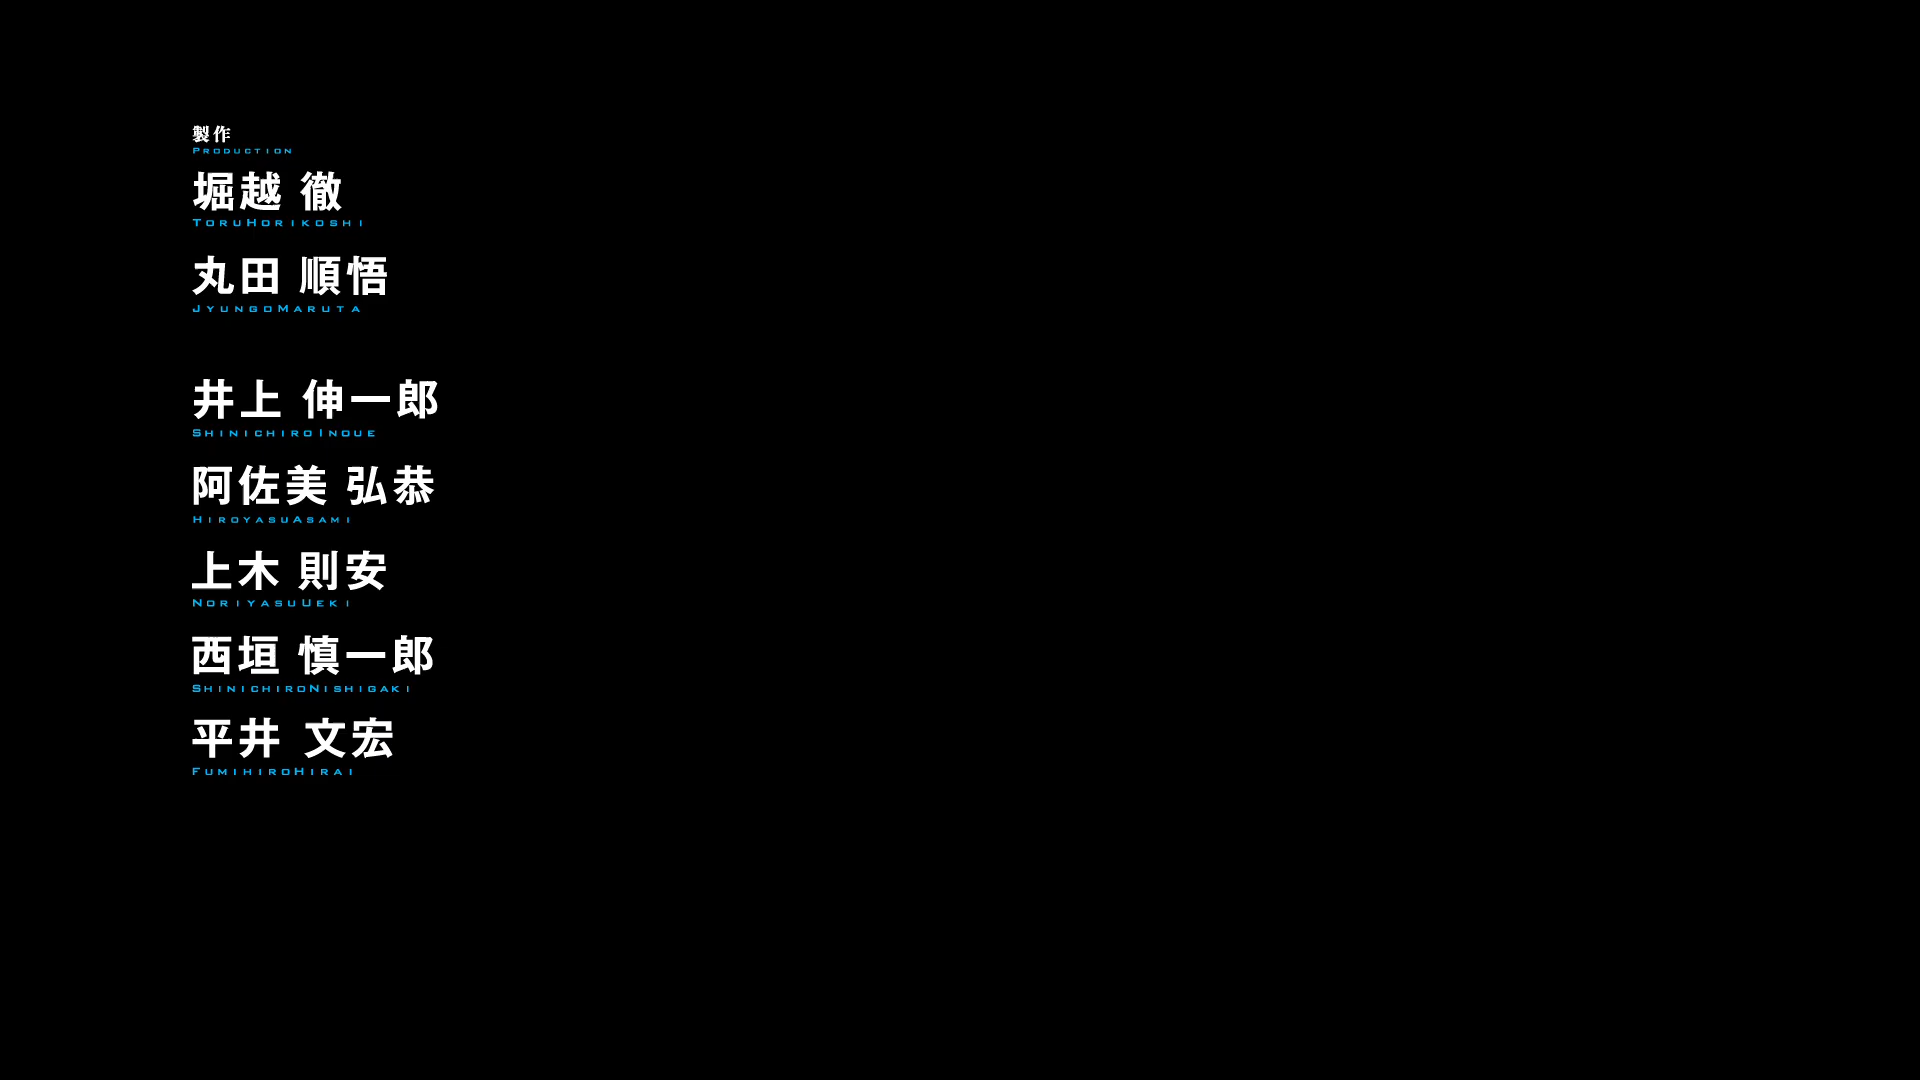 製作
Production
堀越 徹
ToruHorikoshi
丸田 順悟
JyungoMaruta
井上 伸一郎
ShinichiroInoue
阿佐美 弘恭
HiroyasuAsami
上木 則安
NoriyasuUeki
西垣 慎一郎
ShinichiroNishigaki
平井 文宏
FumihiroHirai